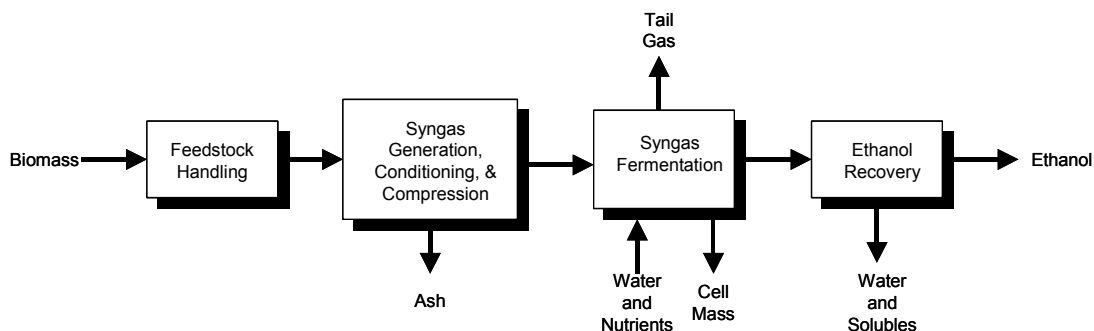 Tail
Gas
Biomass
Feedstock
Handling
Syngas
Generation,
Conditioning, &
Compression
Syngas
Fermentation
Ethanol
Recovery
Ethanol
Ash
Water
and
Nutrients
Cell
Mass
Water
and
Solubles